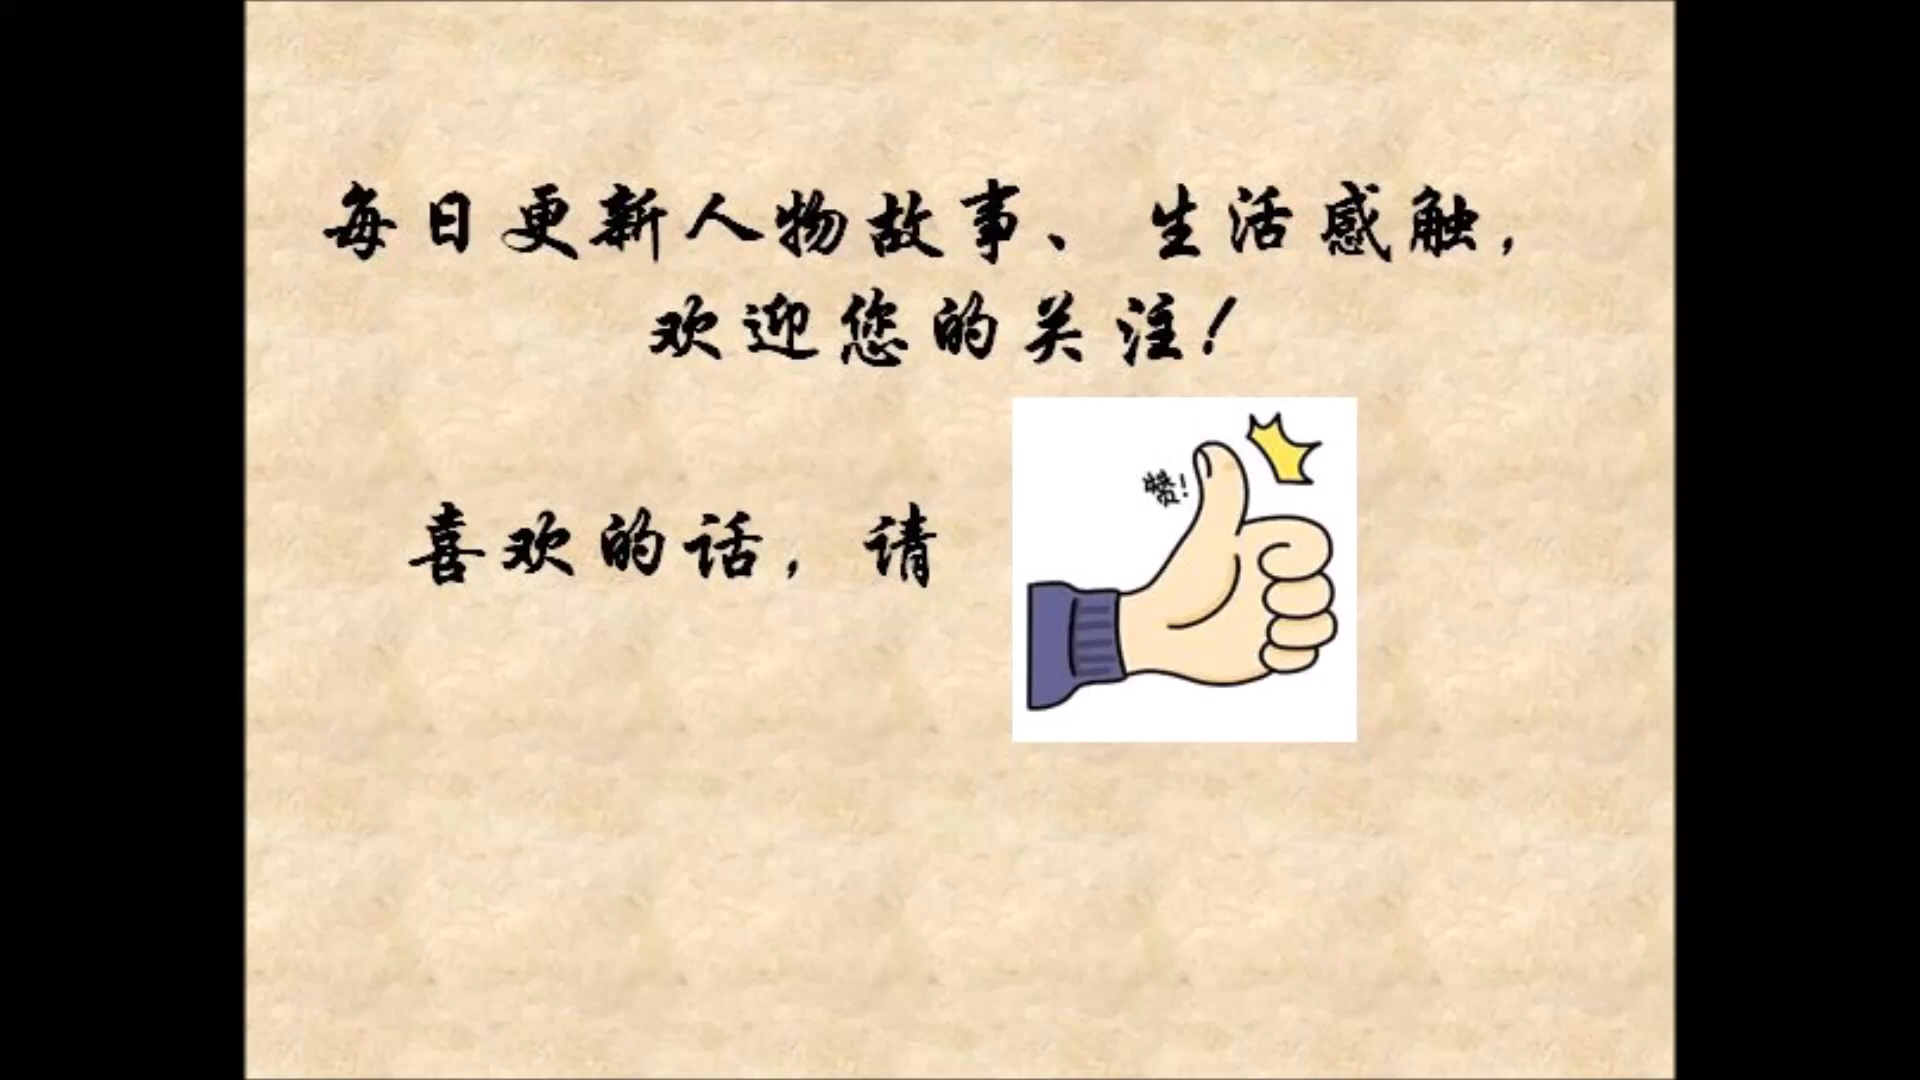 每日更新人物故事、生活感触，
欢迎您的关注！
赞！
喜欢的话，请